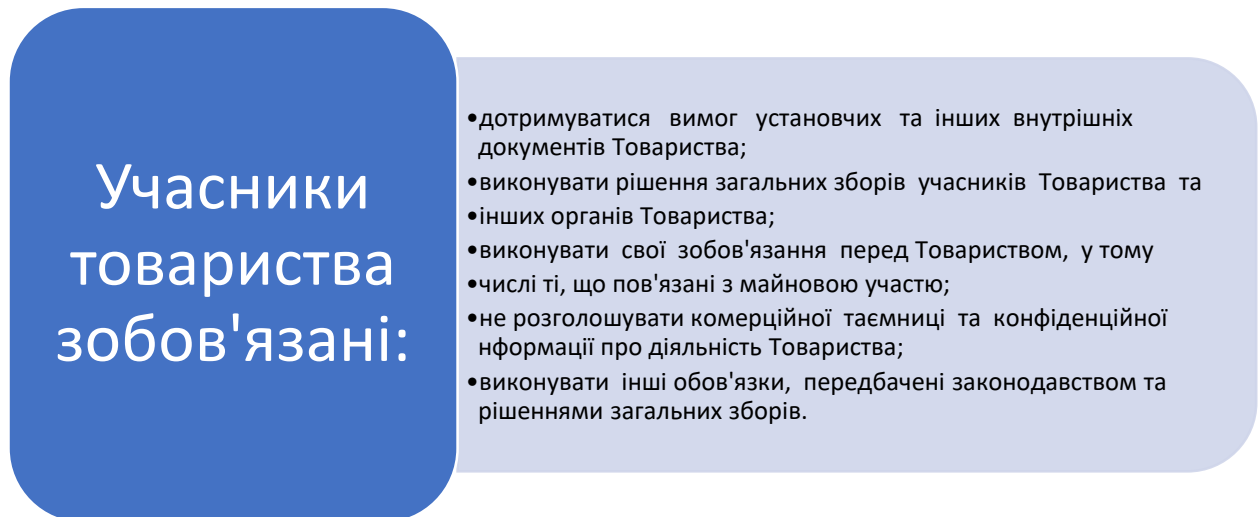 Учасники
товариства
зобов'язані:
•дотримуватися вимог установчих та інших внутрішніх
документів Товариства;
•виконувати рішення загальних зборів учасників Товариства та
•інших органів Товариства;
•виконувати свої зобов'язання перед Товариством, у тому
•числі ті, що пов'язані з майновою участю;
•не розголошувати комерційної таємниці та конфіденційної
нформації про діяльність Товариства;
•виконувати інші обов'язки, передбачені законодавством та
рішеннями загальних зборів.